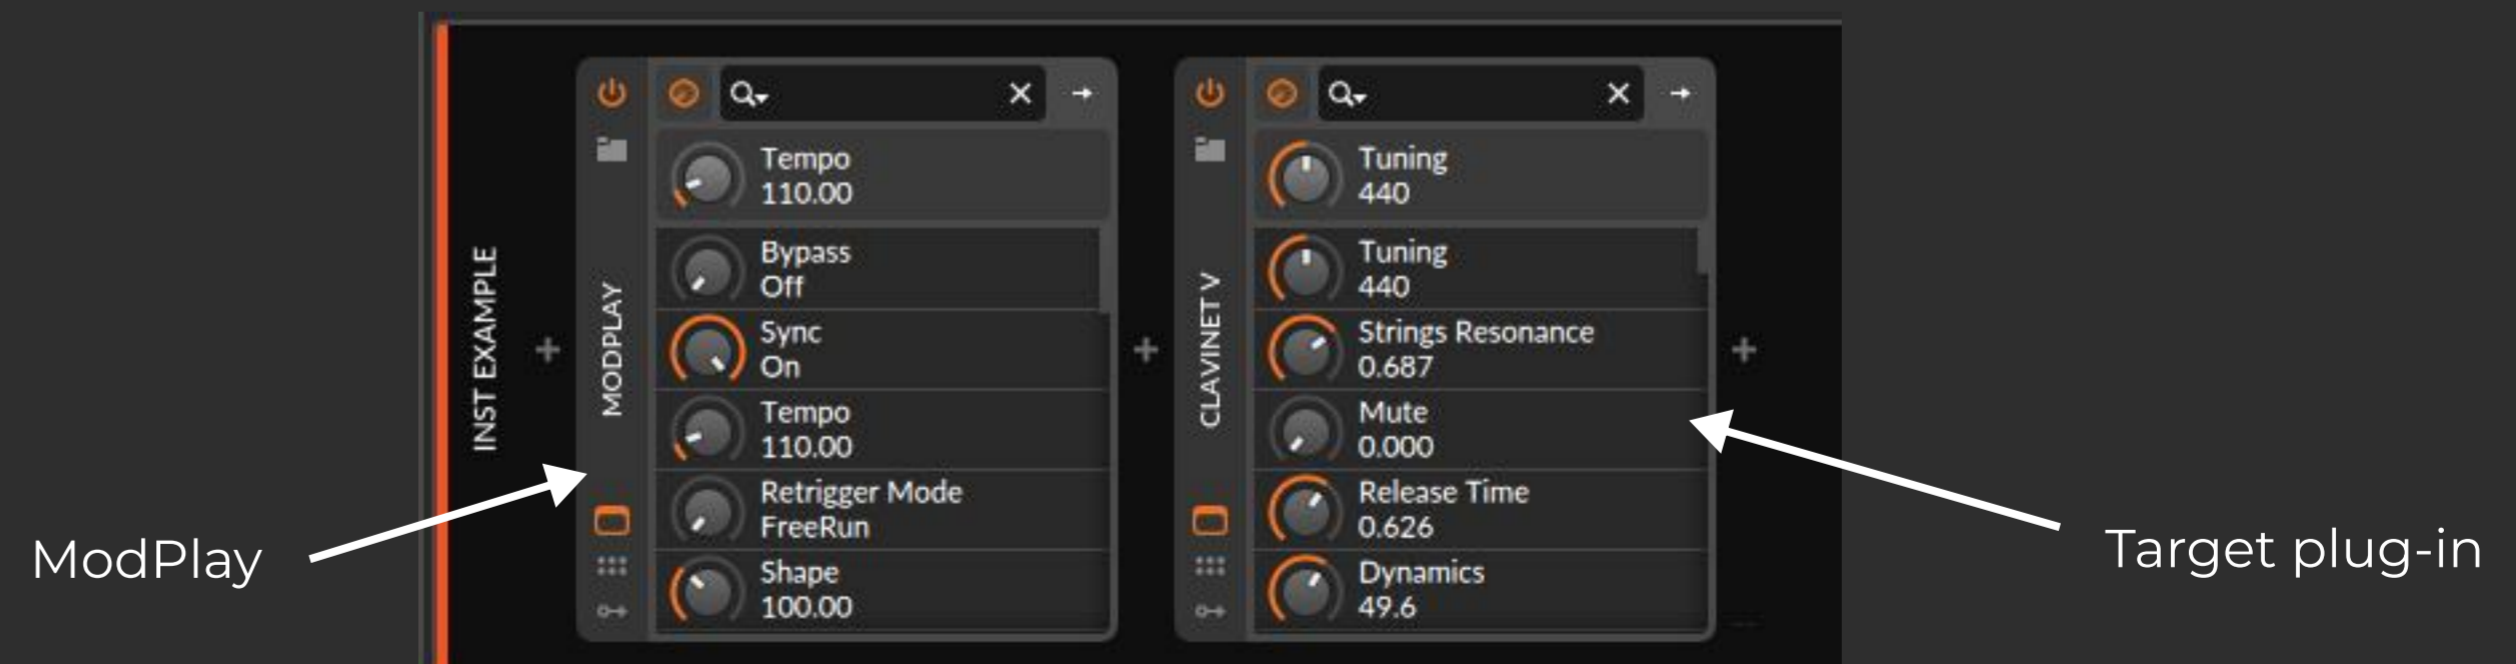 INST EXAMPLE
MODPLAY
Tempo
110.00
Bypass
Off
Sync
On
Tempo
110.00
Retrigger Mode
FreeRun
Shape
100.00
CLAVINET V
Tuning
440
Tuning
440
Strings Resonance
0.687
Mute
0.000
Release Time
0.626
Dynamics
49.6
ModPlay
Target plug-in